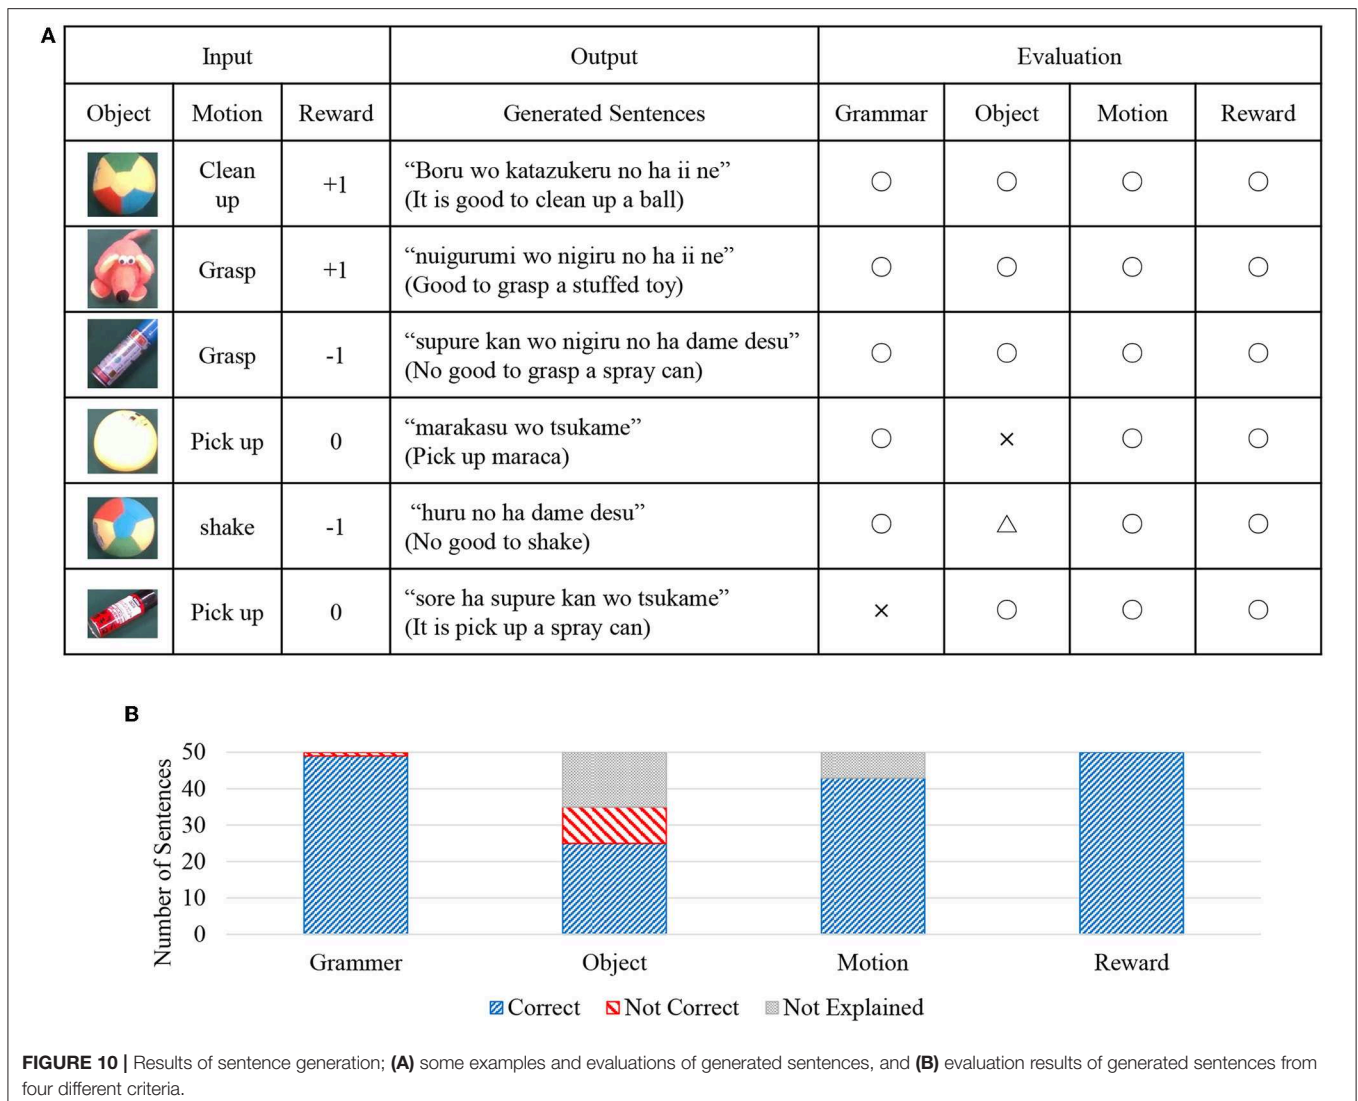 A
Input Output Evaluation
Object Motion Reward Generated Sentences Grammar Object Motion Reward
Clean up +1 “Boru wo katazukeru no ha ii ne” (It is good to clean up a ball) ○ ○ ○ ○
Grasp +1 “nuigurumi wo nigiru no ha ii ne” (Good to grasp a stuffed toy) ○ ○ ○ ○
Grasp -1 “supure kan wo nigiru no ha dame desu” (No good to grasp a spray can) ○ ○ ○ ○
Pick up 0 “marakasu wo tsukame” (Pick up maraca) ○ × ○ ○
shake -1 “huru no ha dame desu” (No good to shake) ○ △ ○ ○
Pick up 0 “sore ha supure kan wo tsukame” (It is pick up a spray can) × ○ ○ ○
B
Number of Sentences
50
40
30
20
10
0
Grammer Object Motion Reward
Correct Not Correct Not Explained
FIGURE 10 | Results of sentence generation; (A) some examples and evaluations of generated sentences, and (B) evaluation results of generated sentences from
four different criteria.